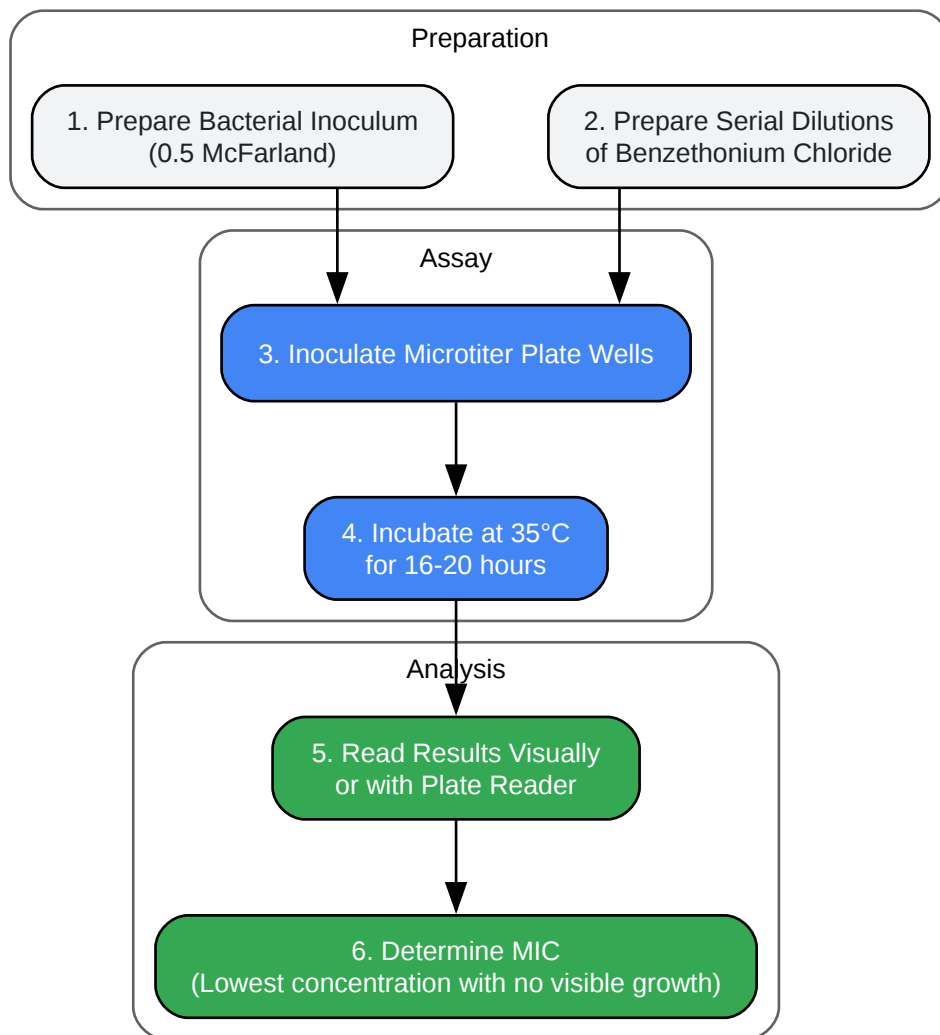 Preparation
1. Prepare Bacterial Inoculum
(0.5 McFarland)
2. Prepare Serial Dilutions
of Benzethonium Chloride
Assay
3. Inoculate Microtiter Plate Wells
4. Incubate at 35°C
for 16-20 hours
Analysis
5. Read Results Visually
or with Plate Reader
6. Determine MIC
(Lowest concentration with no visible growth)